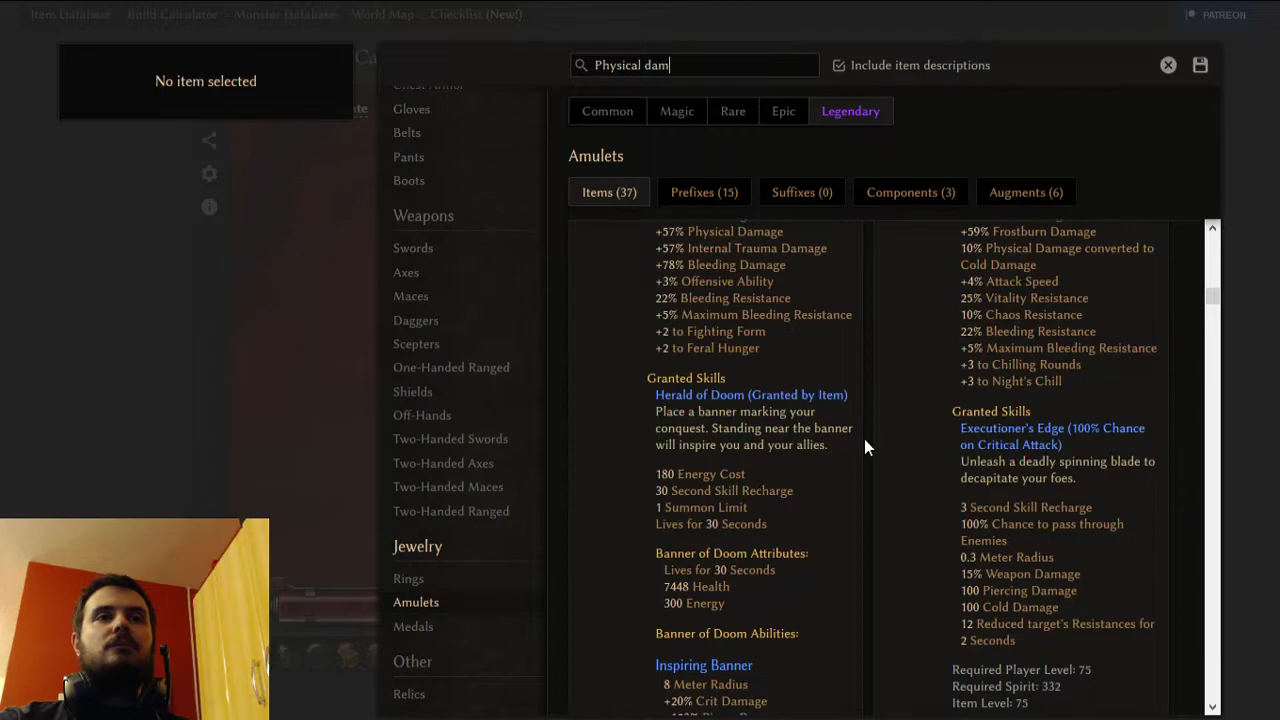 Item Database Build Calculator Monster Database World Map Checklist (New!) PATREON
No item selected
Physical dam
Include item descriptions
Common Magic Rare Epic Legendary
Amulets
Items (37) Prefixes (15) Suffixes (0) Components (3) Augments (6)
Chest Armor
Gloves
Belts
Pants
Boots
Weapons
Swords
Axes
Maces
Daggers
Scepters
One-Handed Ranged
Shields
Off-Hands
Two-Handed Swords
Two-Handed Axes
Two-Handed Maces
Two-Handed Ranged
Jewelry
Rings
Amulets
Medals
Other
Relics
+57% Physical Damage
+57% Internal Trauma Damage
+78% Bleeding Damage
+3% Offensive Ability
22% Bleeding Resistance
+5% Maximum Bleeding Resistance
+2 to Fighting Form
+2 to Feral Hunger
Granted Skills
Herald of Doom (Granted by Item)
Place a banner marking your
conquest. Standing near the banner
will inspire you and your allies.
180 Energy Cost
30 Second Skill Recharge
1 Summon Limit
Lives for 30 Seconds
Banner of Doom Attributes:
Lives for 30 Seconds
7448 Health
300 Energy
Banner of Doom Abilities:
Inspiring Banner
8 Meter Radius
+20% Crit Damage
+59% Frostburn Damage
10% Physical Damage converted to
Cold Damage
+4% Attack Speed
25% Vitality Resistance
10% Chaos Resistance
22% Bleeding Resistance
+5% Maximum Bleeding Resistance
+3 to Chilling Rounds
+3 to Night's Chill
Granted Skills
Executioner's Edge (100% Chance
on Critical Attack)
Unleash a deadly spinning blade to
decapitate your foes.
3 Second Skill Recharge
100% Chance to pass through
Enemies
0.3 Meter Radius
15% Weapon Damage
100 Piercing Damage
100 Cold Damage
12 Reduced target's Resistances for
2 Seconds
Required Player Level: 75
Required Spirit: 332
Item Level: 75